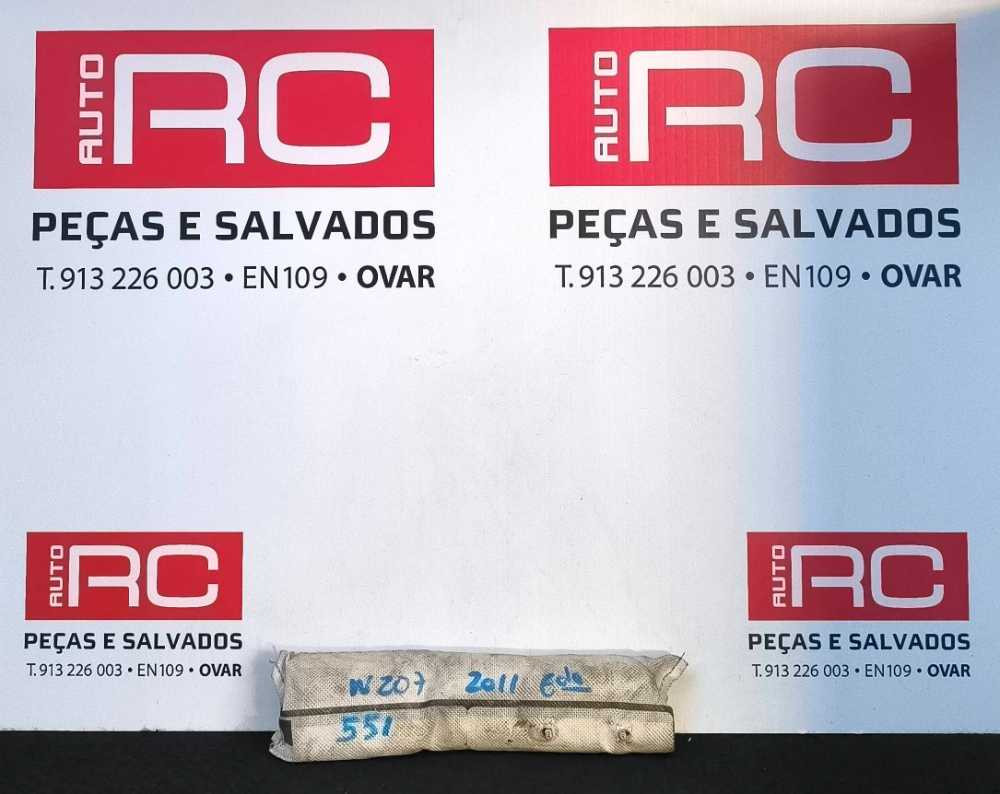 AUTO RC
PEÇAS E SALVADOS
T. 913 226 003 • EN109 • OVAR
AUTO RC
PEÇAS E SALVADOS
T. 913 226 003 • EN109 • OVAR
AUTO RC
PEÇAS E SALVADOS
T. 913 226 003 • EN109 • OVAR
AUTO RC
PEÇAS E SALVADOS
T. 913 226 003 • EN109 • OVAR
W207 2011
551